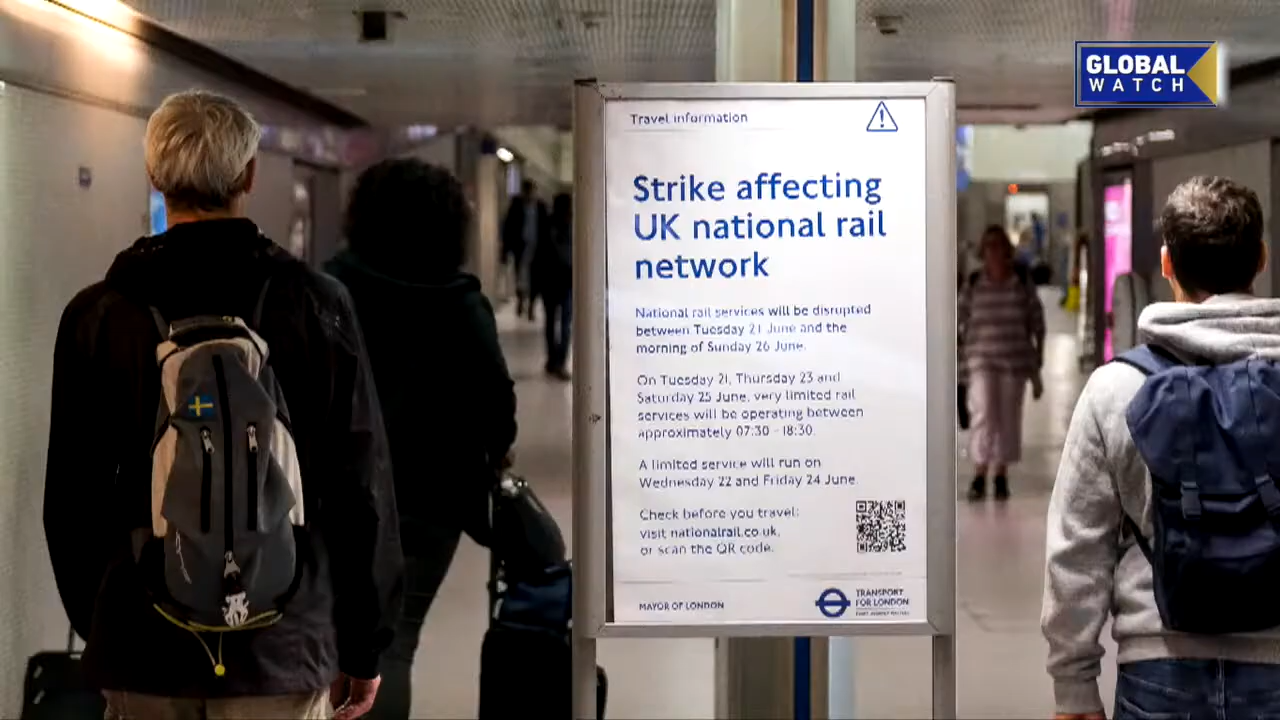 GLOBAL
WATCH
Travel information
Strike affecting
UK national rail
network
National rail services will be disrupted
between Tuesday 21 June and the
morning of Sunday 26 June.
On Tuesday 21, Thursday 23 and
Saturday 25 June, very limited rail
services will be operating between
approximately 07:30 - 18:30.
A limited service will run on
Wednesday 22 and Friday 24 June.
Check before you travel:
visit nationalrail.co.uk,
or scan the QR code.
MAYOR OF LONDON
TRANSPORT
FOR LONDON